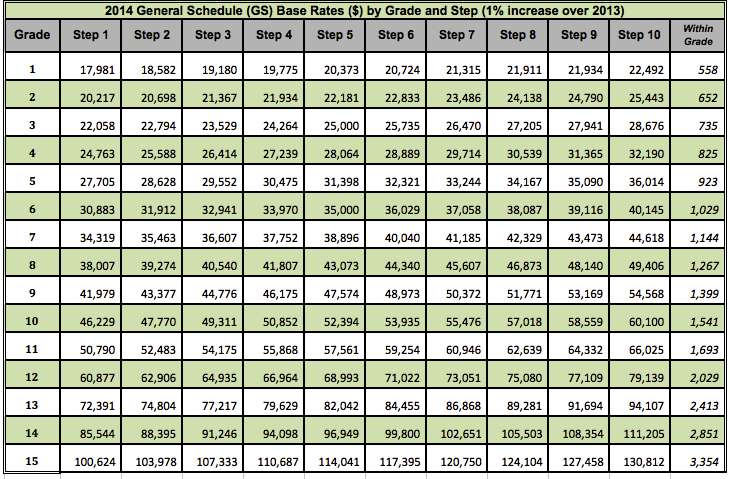 2014 General Schedule (GS) Base Rates ($) by Grade and Step (1% increase over 2013)
Grade Step 1 Step 2 Step 3 Step 4 Step 5 Step 6 Step 7 Step 8 Step 9 Step 10 Within Grade
1 17,981 18,582 19,180 19,775 20,373 20,724 21,315 21,911 21,934 22,492 558
2 20,217 20,698 21,367 21,934 22,181 22,833 23,486 24,138 24,790 25,443 652
3 22,058 22,794 23,529 24,264 25,000 25,735 26,470 27,205 27,941 28,676 735
4 24,763 25,588 26,414 27,239 28,064 28,889 29,714 30,539 31,365 32,190 825
5 27,705 28,628 29,552 30,475 31,398 32,321 33,244 34,167 35,090 36,014 923
6 30,883 31,912 32,941 33,970 35,000 36,029 37,058 38,087 39,116 40,145 1,029
7 34,319 35,463 36,607 37,752 38,896 40,040 41,185 42,329 43,473 44,618 1,144
8 38,007 39,274 40,540 41,807 43,073 44,340 45,607 46,873 48,140 49,406 1,267
9 41,979 43,377 44,776 46,175 47,574 48,973 50,372 51,771 53,169 54,568 1,399
10 46,229 47,770 49,311 50,852 52,394 53,935 55,476 57,018 58,559 60,100 1,541
11 50,790 52,483 54,175 55,868 57,561 59,254 60,946 62,639 64,332 66,025 1,693
12 60,877 62,906 64,935 66,964 68,993 71,022 73,051 75,080 77,109 79,139 2,029
13 72,391 74,804 77,217 79,629 82,042 84,455 86,868 89,281 91,694 94,107 2,413
14 85,544 88,395 91,246 94,098 96,949 99,800 102,651 105,503 108,354 111,205 2,851
15 100,624 103,978 107,333 110,687 114,041 117,395 120,750 124,104 127,458 130,812 3,354